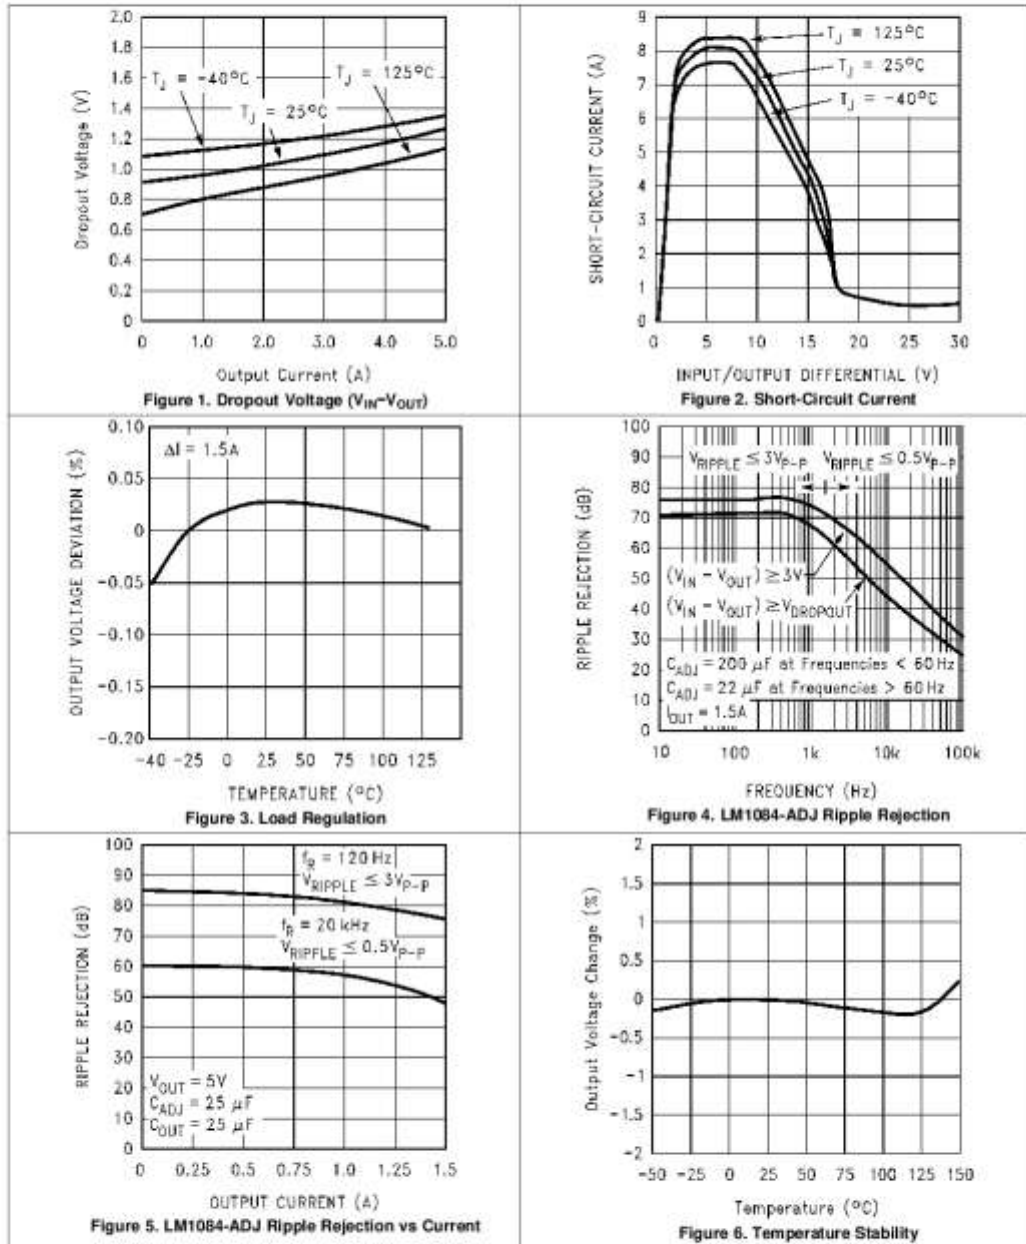 2.0
1.8
1.6
1.4
1.2
1.0
0.8
0.6
0.4
0.2
0
Dropout Voltage (V)
T_J = -40°C
T_J = 125°C
T_J = 25°C
0 1.0 2.0 3.0 4.0 5.0
Output Current (A)
Figure 1. Dropout Voltage (V_IN-V_OUT)
9
8
7
6
5
4
3
2
1
0
SHORT-CIRCUIT CURRENT (A)
T_J = 125°C
T_J = 25°C
T_J = -40°C
0 5 10 15 20 25 30
INPUT/OUTPUT DIFFERENTIAL (V)
Figure 2. Short-Circuit Current
0.10
0.05
0
-0.05
-0.10
-0.15
-0.20
OUTPUT VOLTAGE DEVIATION (%)
ΔI = 1.5A
-40 -25 0 25 50 75 100 125
TEMPERATURE (°C)
Figure 3. Load Regulation
100
90
80
70
60
50
40
30
20
10
0
RIPPLE REJECTION (dB)
V_RIPPLE ≤ 3V_P-P V_RIPPLE ≤ 0.5V_P-P
(V_IN - V_OUT) ≥ 3V
(V_IN - V_OUT) ≥ V_DROPOUT
C_ADJ = 200 μF at Frequencies < 60 Hz
C_ADJ = 22 μF at Frequencies > 60 Hz
I_OUT = 1.5A
10 100 1k 10k 100k
FREQUENCY (Hz)
Figure 4. LM1084-ADJ Ripple Rejection
100
90
80
70
60
50
40
30
20
10
0
RIPPLE REJECTION (dB)
f_R = 120 Hz
V_RIPPLE ≤ 3V_P-P
f_R = 20 kHz
V_RIPPLE ≤ 0.5V_P-P
V_OUT = 5V
C_ADJ = 25 μF
C_OUT = 25 μF
0 0.25 0.5 0.75 1.0 1.25 1.5
OUTPUT CURRENT (A)
Figure 5. LM1084-ADJ Ripple Rejection vs Current
2
1.5
1
0.5
0
-0.5
-1
-1.5
-2
Output Voltage Change (%)
-50 -25 0 25 50 75 100 125 150
Temperature (°C)
Figure 6. Temperature Stability